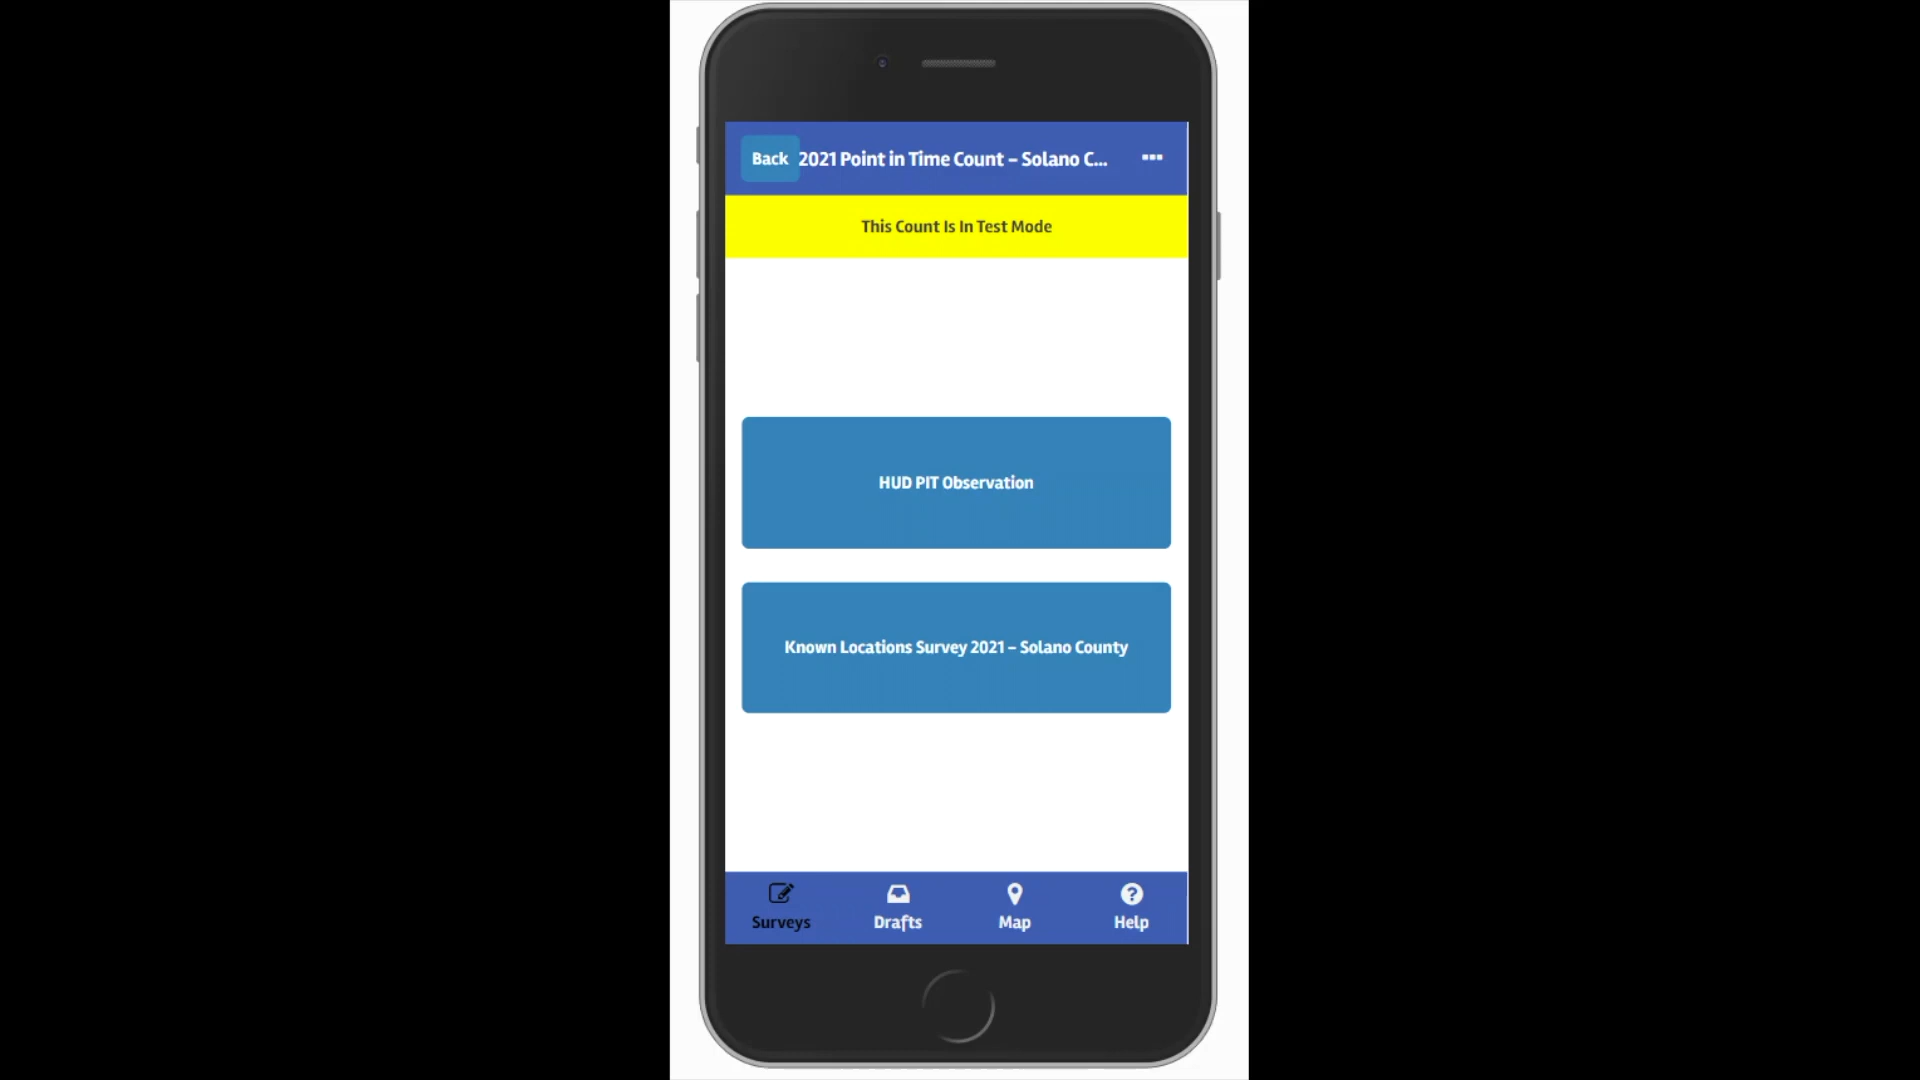 Back
2021 Point in Time Count – Solano C...
This Count Is In Test Mode
HUD PIT Observation
Known Locations Survey 2021 – Solano County
Surveys
Drafts
Map
Help